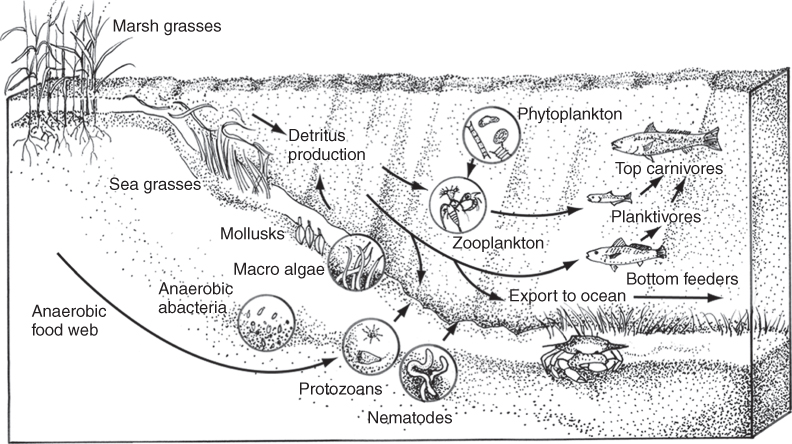 Marsh grasses
Phytoplankton
Detritus
production
Top carnivores
Sea grasses
Planktivores
Mollusks
Zooplankton
Macro algae
Bottom feeders
Anaerobic
abacteria
Export to ocean
Anaerobic
food web
Protozoans
Nematodes